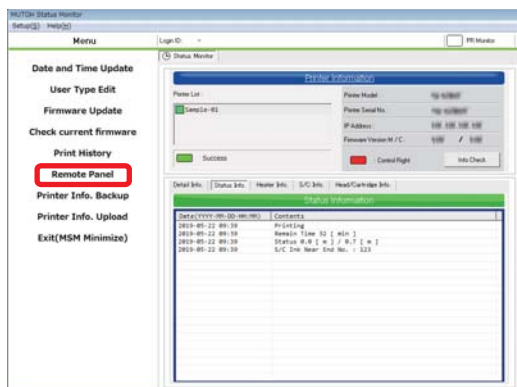 MUTOH Status Monitor
Setup(S) Help(H)
Menu
Date and Time Update
User Type Edit
Firmware Update
Check current firmware
Print History
Remote Panel
Printer Info. Backup
Printer Info. Upload
Exit(MSM Minimize)
Login ID: -
PR Monitor
Status Monitor
Printer Information
Printer List :
Sample-01
Success
Printer Model :
Printer Serial No. :
IP Address :
Firmware Version M / C : /
: Control Right
Info Check
Detail Info. Status Info. Heater Info. S/C Info. Head/Cartridge Info.
Status Information
Date(YYYY-MM-DD HH:MM) Contents
2019-05-22 09:39 Printing
2019-05-22 09:39 Remain Time 32 [ min ]
2019-05-22 09:39 Status 0.0 [ m ] / 0.7 [ m ]
2019-05-22 09:39 S/C Ink Near End No. : 123